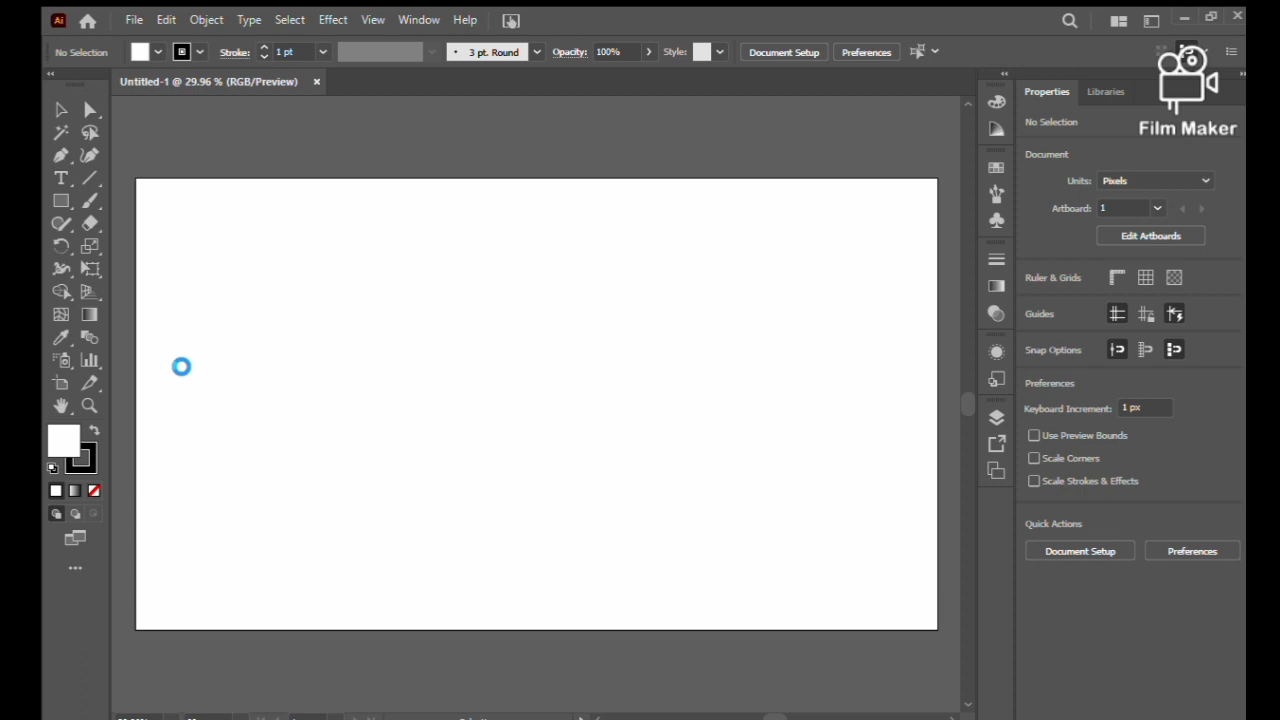 Ai File Edit Object Type Select Effect View Window Help
No Selection Stroke: 1 pt 3 pt. Round Opacity: 100% Style: Document Setup Preferences
Untitled-1 @ 29.96 % (RGB/Preview)
Properties Libraries
Film Maker
No Selection
Document
Units: Pixels
Artboard: 1
Edit Artboards
Ruler & Grids
Guides
Snap Options
Preferences
Keyboard Increment: 1 px
Use Preview Bounds
Scale Corners
Scale Strokes & Effects
Quick Actions
Document Setup Preferences